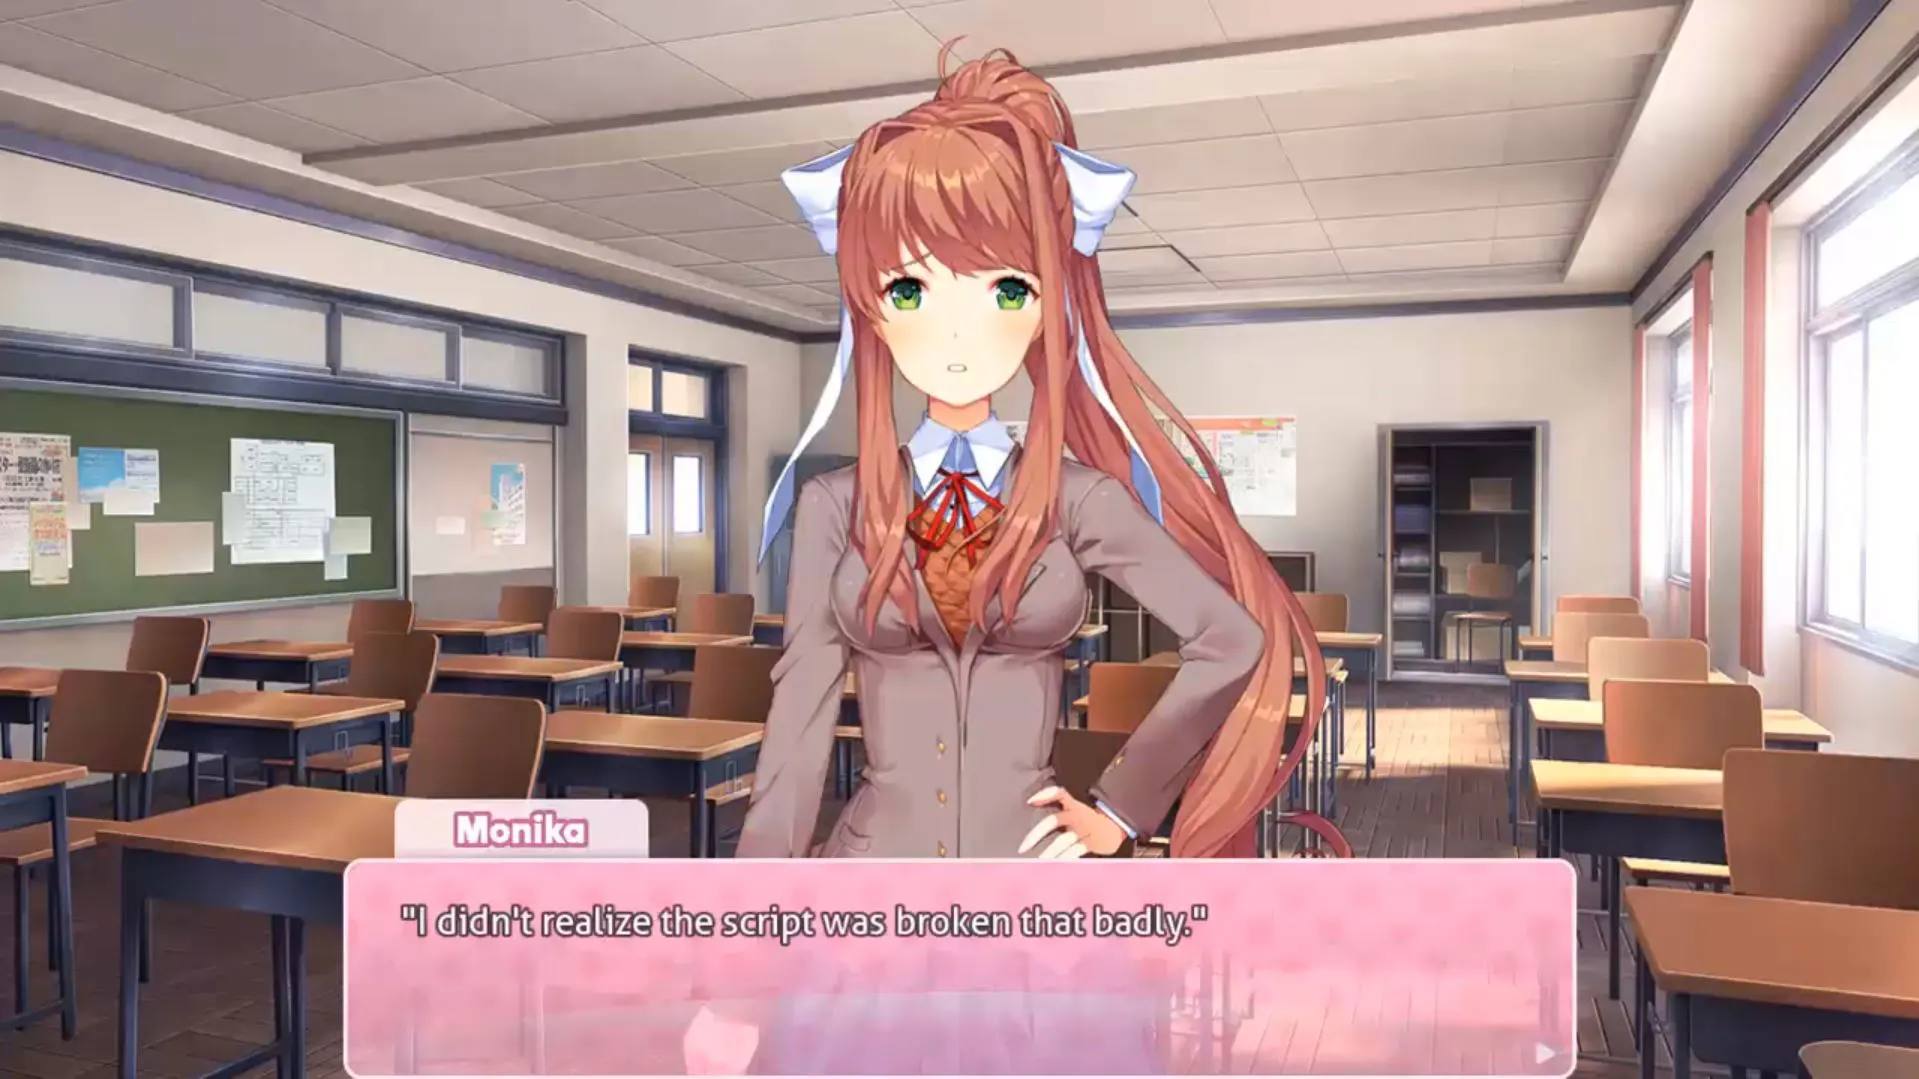 Monika
"I didn't realize the script was broken that badly."